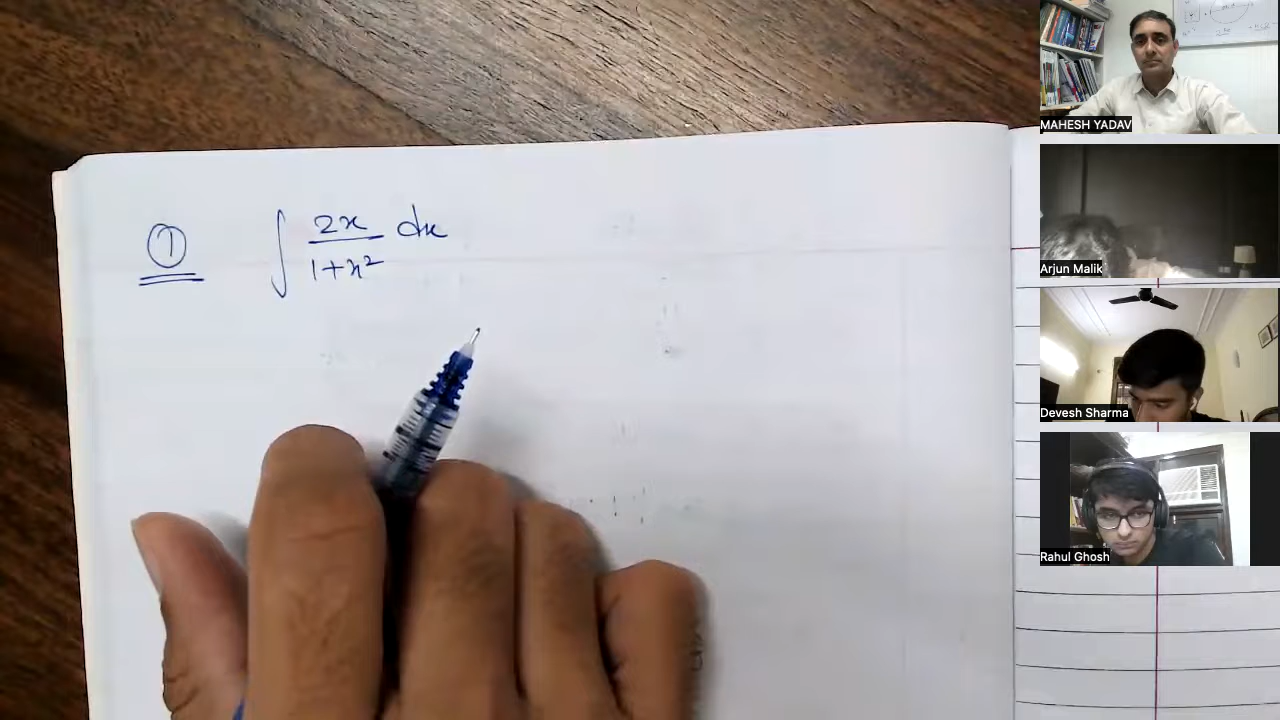 ① ∫ 2x/(1+x²) dx
MAHESH YADAV
Arjun Malik
Devesh Sharma
Rahul Ghosh